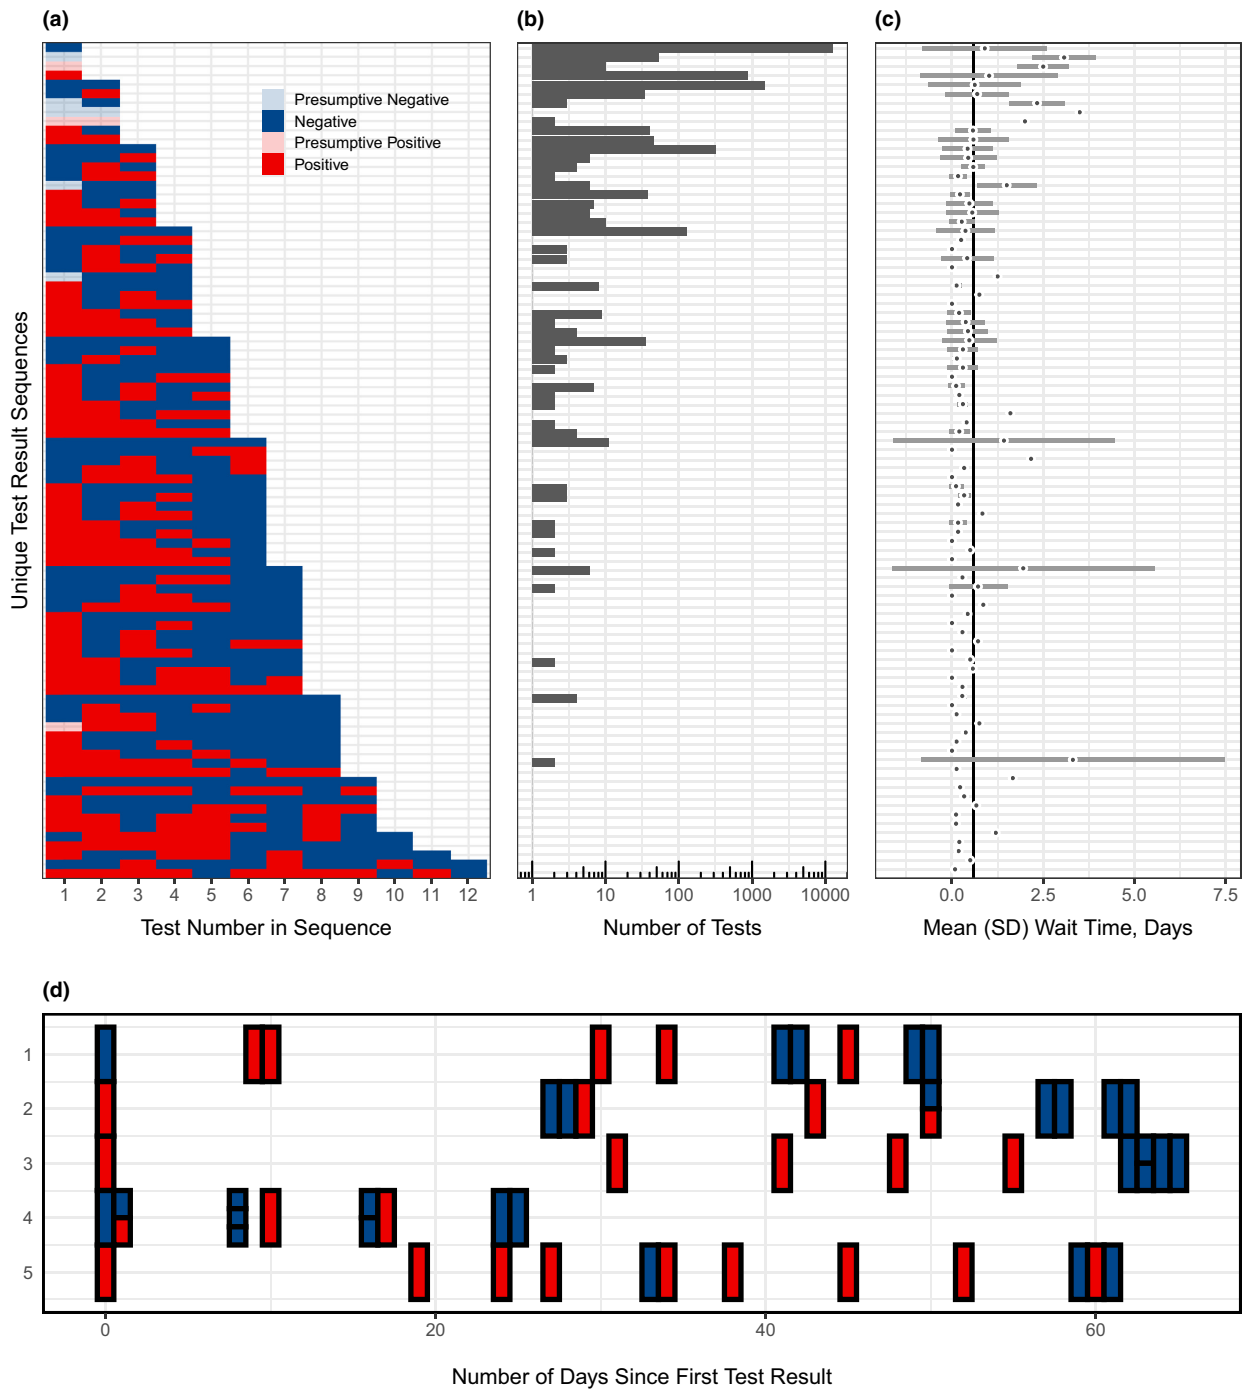 (a)
(b)
(c)
Presumptive Negative
Negative
Presumptive Positive
Positive
Unique Test Result Sequences
1 2 3 4 5 6 7 8 9 10 11 12
1 10 100 1000 10000
0.0 2.5 5.0 7.5
Test Number in Sequence
Number of Tests
Mean (SD) Wait Time, Days
(d)
1
2
3
4
5
0 20 40 60
Number of Days Since First Test Result